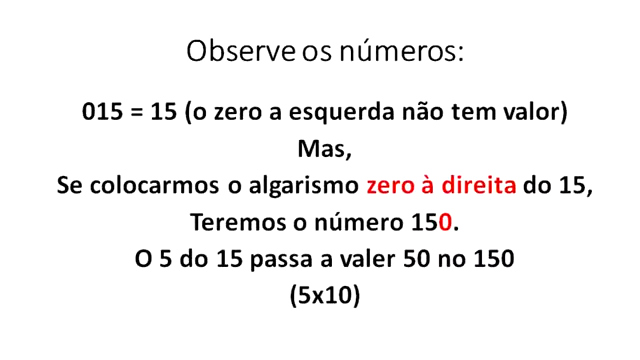 Observe os números:
015 = 15 (o zero a esquerda não tem valor)
Mas,
Se colocarmos o algarismo zero à direita do 15,
Teremos o número 150.
O 5 do 15 passa a valer 50 no 150
(5x10)